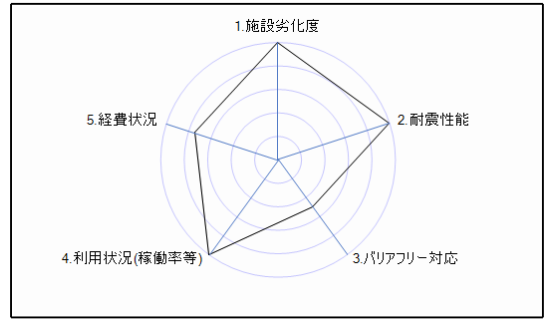 1.施設劣化度
2.耐震性能
3.バリアフリー対応
4.利用状況(稼働率等)
5.経費状況